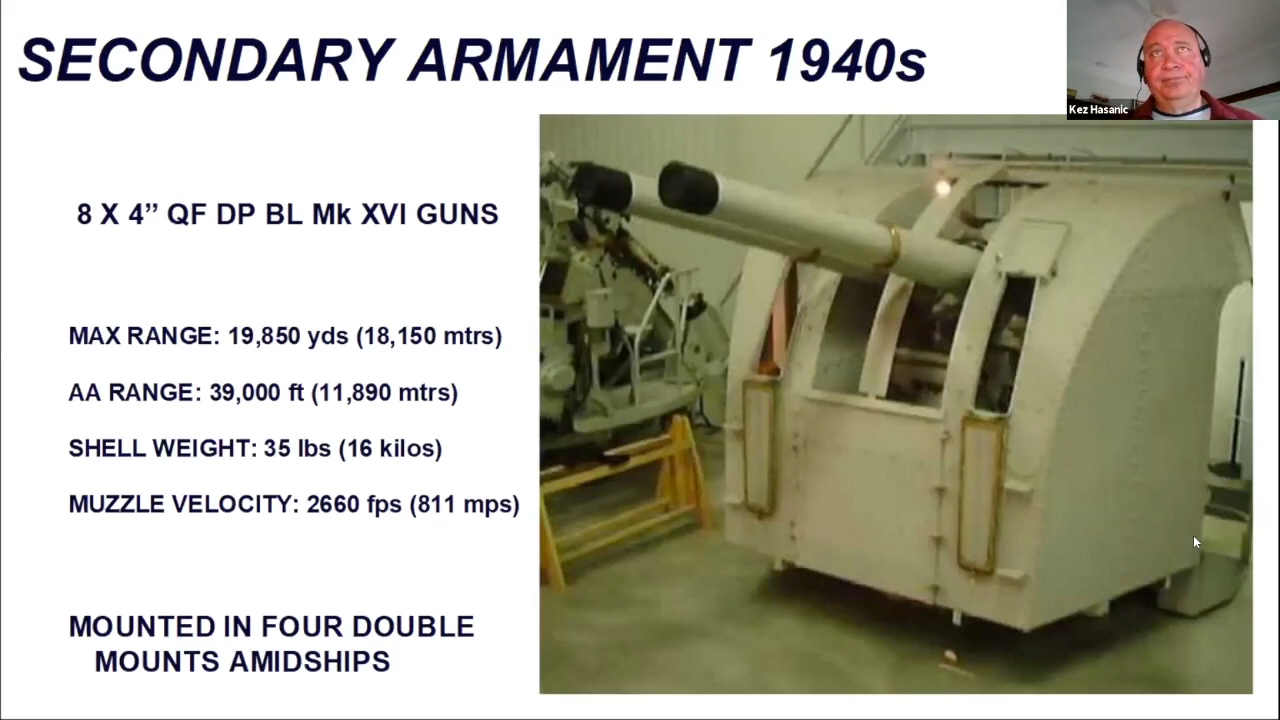 SECONDARY ARMAMENT 1940s
Kez Hasanic
8 X 4” QF DP BL Mk XVI GUNS
MAX RANGE: 19,850 yds (18,150 mtrs)
AA RANGE: 39,000 ft (11,890 mtrs)
SHELL WEIGHT: 35 lbs (16 kilos)
MUZZLE VELOCITY: 2660 fps (811 mps)
MOUNTED IN FOUR DOUBLE
MOUNTS AMIDSHIPS